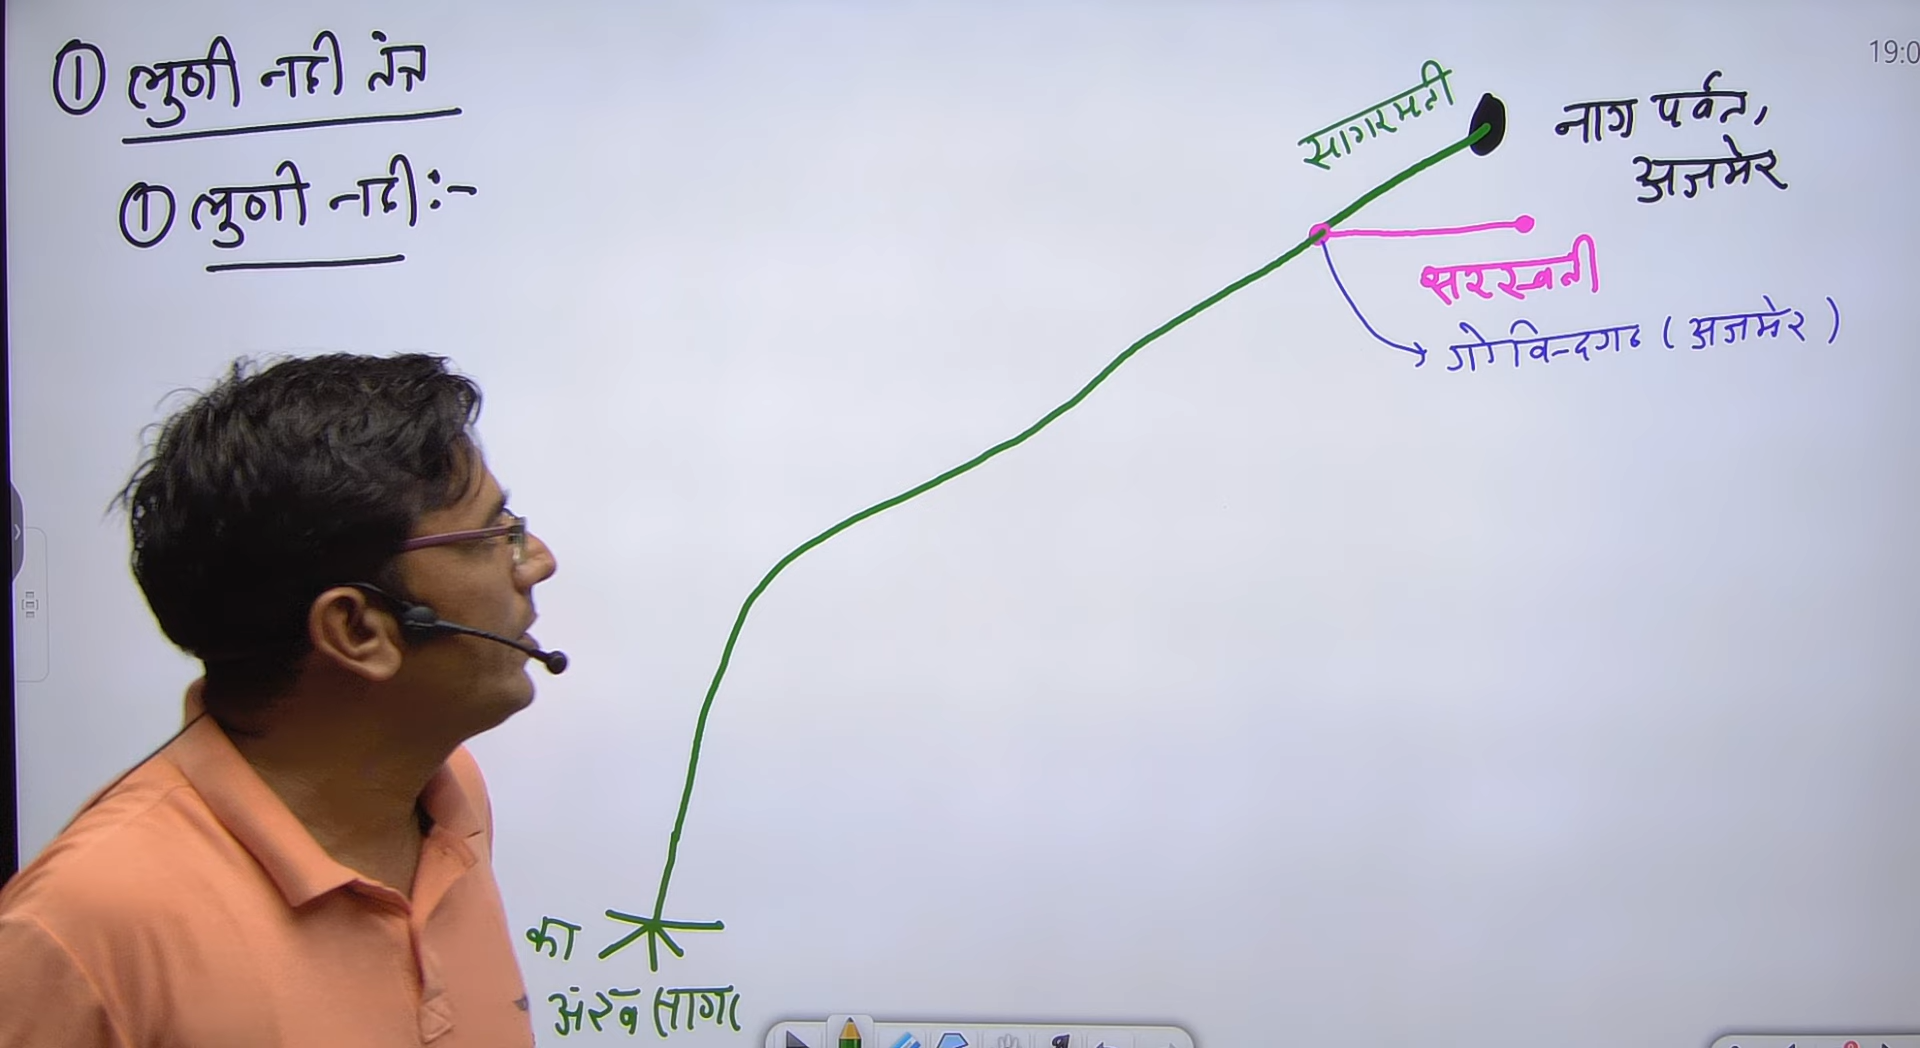 ① लुणी नदी तंत्र
① लुणी नदी:-
सागरमती
नाग पर्वत,
अजमेर
सरस्वती
गोविन्दगढ (अजमेर)
का
अरब सागर
19:0